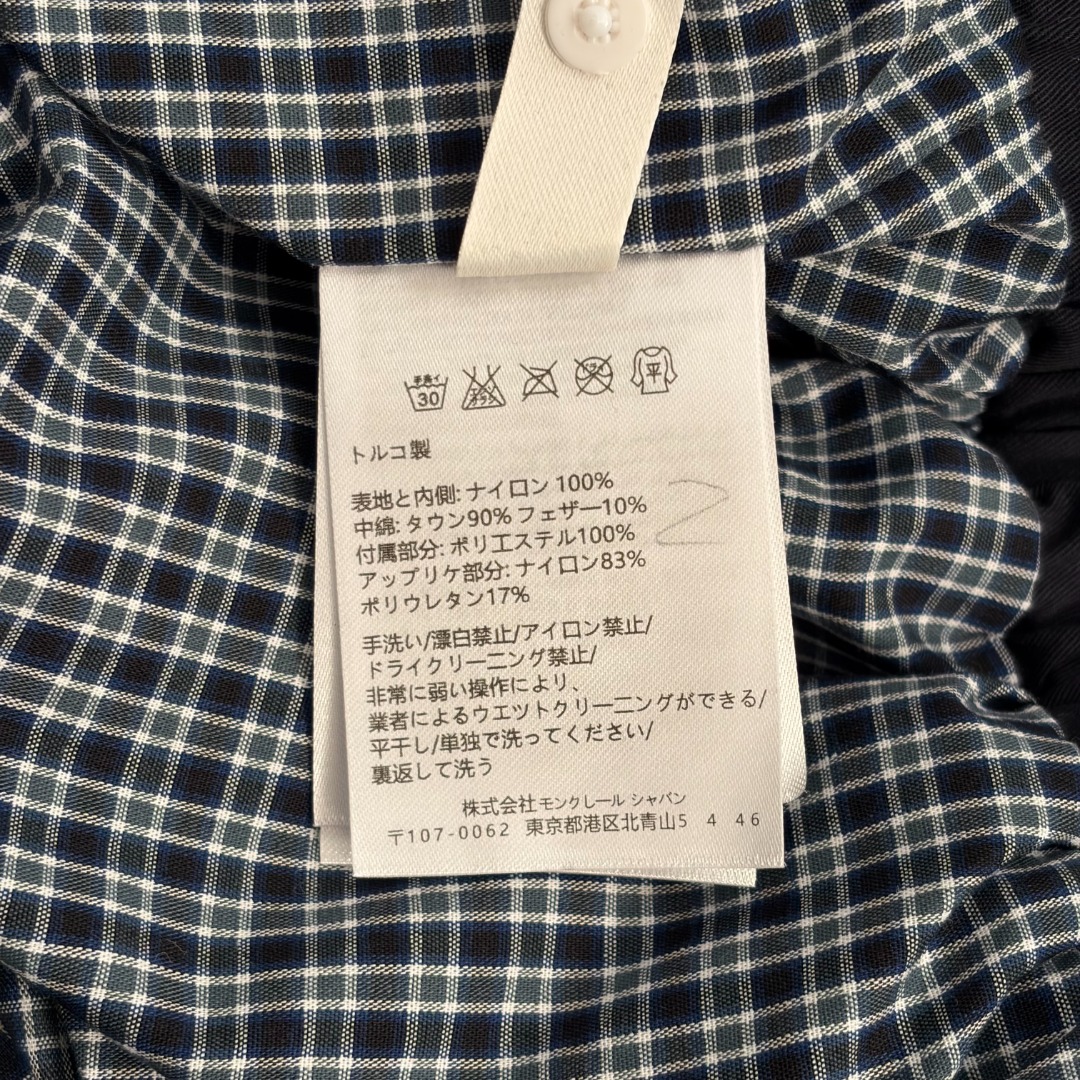 手洗イ
30
平
トルコ製
表地と内側: ナイロン 100%
中綿: タウン90% フェザー10%
2
付属部分: ポリエステル100%
アップリケ部分: ナイロン83%
ポリウレタン17%
手洗い/漂白禁止/アイロン禁止/
ドライクリーニング禁止/
非常に弱い操作により、
業者によるウエツトクリーニングができる/
平干し/単独で洗ってください/
裏返して洗う
株式会社 モンクレール シャバン
〒107-0062 東京都港区北青山5 4 46